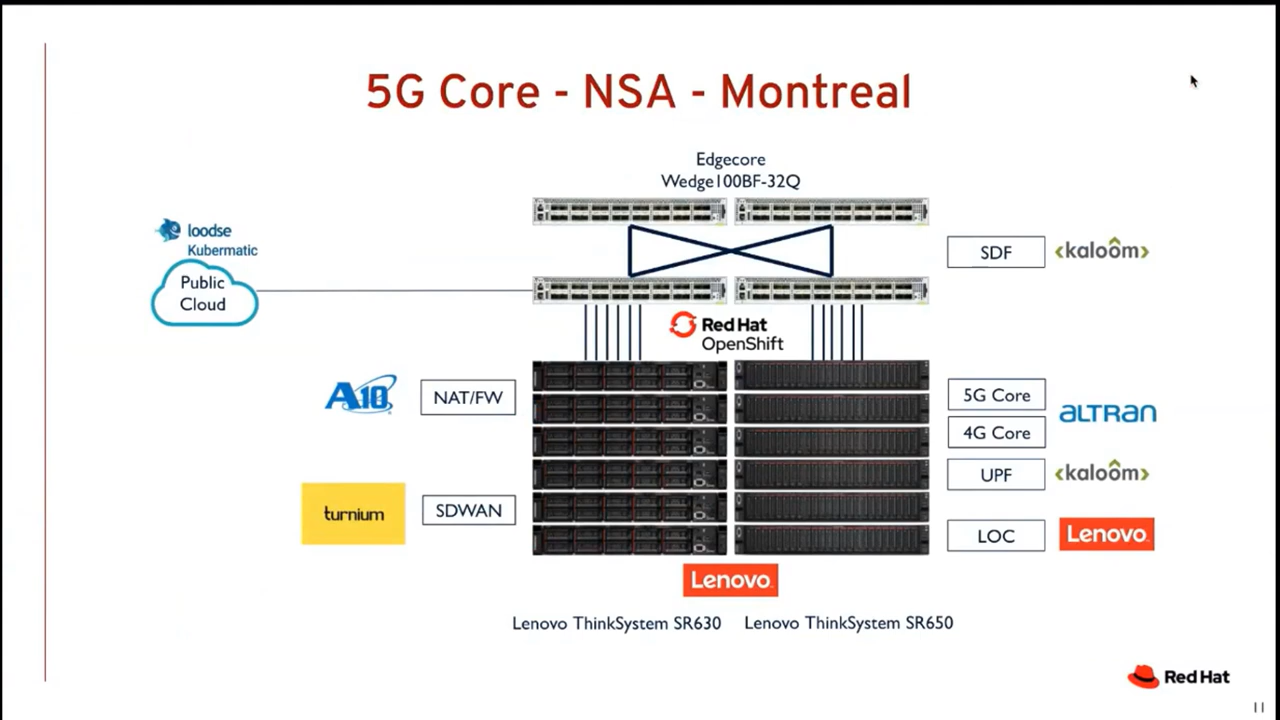 5G Core - NSA - Montreal
Edgecore
Wedge100BF-32Q
loodse
Kubermatic
Public
Cloud
SDF
kaloom
Red Hat
OpenShift
A10
NAT/FW
5G Core
4G Core
ALTRAN
UPF
kaloom
turnium
SDWAN
LOC
Lenovo
Lenovo
Lenovo ThinkSystem SR630
Lenovo ThinkSystem SR650
Red Hat
11